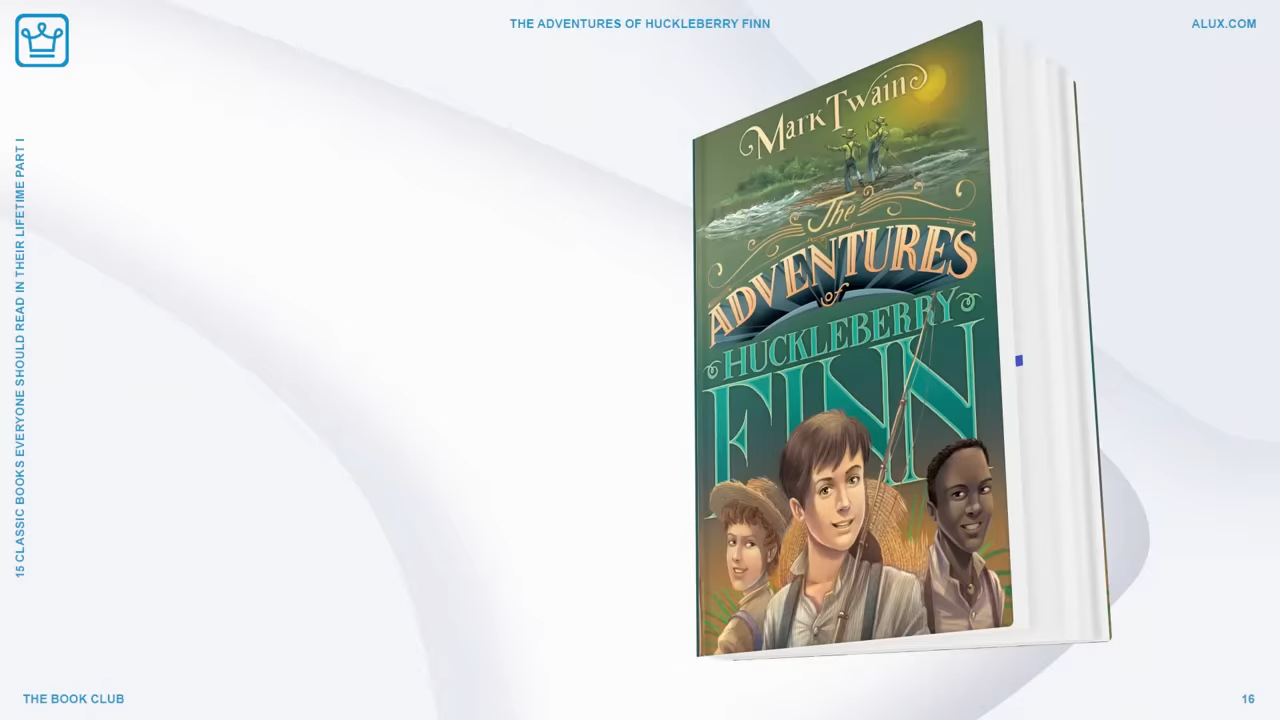 THE ADVENTURES OF HUCKLEBERRY FINN
ALUX.COM
15 CLASSIC BOOKS EVERYONE SHOULD READ IN THEIR LIFETIME PART I
Mark Twain
The
ADVENTURES
of
HUCKLEBERRY
FINN
THE BOOK CLUB
16